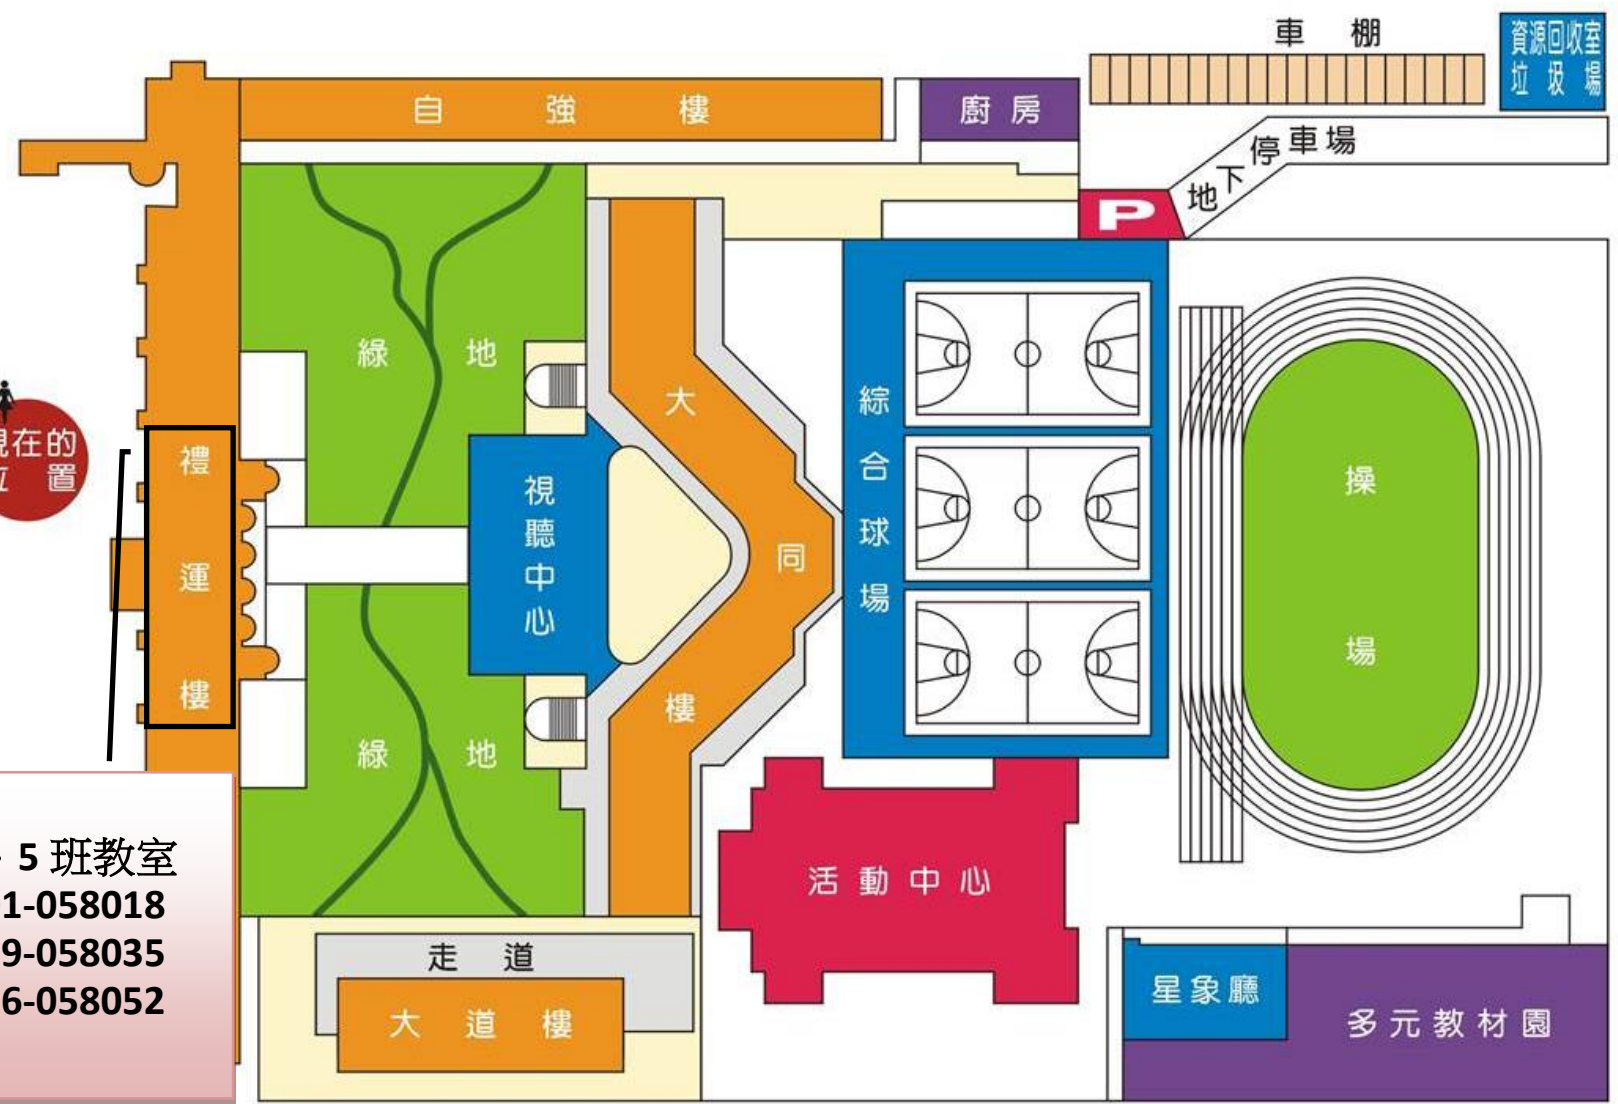 車棚
資源回收室
垃圾場
自強樓
廚房
地下停車場
P
綠地
大同樓
綜合球場
操場
視聽中心
禮運樓
現在的
位置
綠地
5 班教室
1-058018
9-058035
6-058052
活動中心
走道
大道樓
星象廳
多元教材園